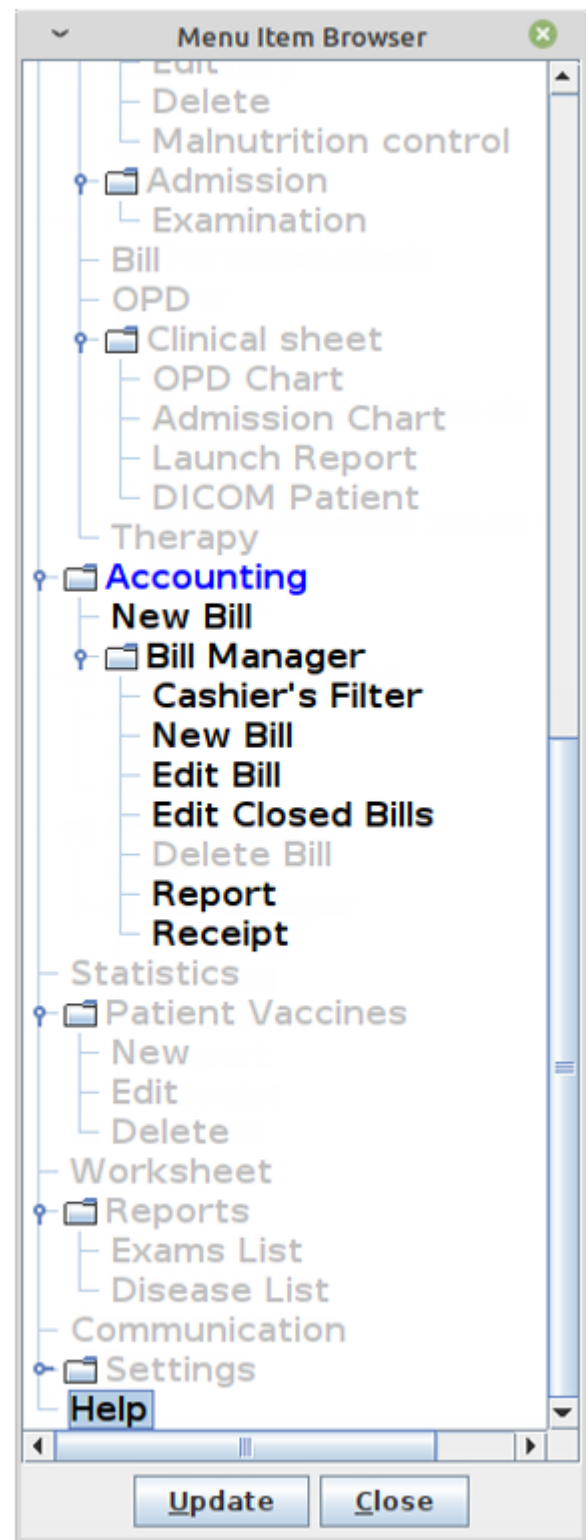 Menu Item Browser
Edit
Delete
Malnutrition control
Admission
Examination
Bill
OPD
Clinical sheet
OPD Chart
Admission Chart
Launch Report
DICOM Patient
Therapy
Accounting
New Bill
Bill Manager
Cashier's Filter
New Bill
Edit Bill
Edit Closed Bills
Delete Bill
Report
Receipt
Statistics
Patient Vaccines
New
Edit
Delete
Worksheet
Reports
Exams List
Disease List
Communication
Settings
Help
Update Close